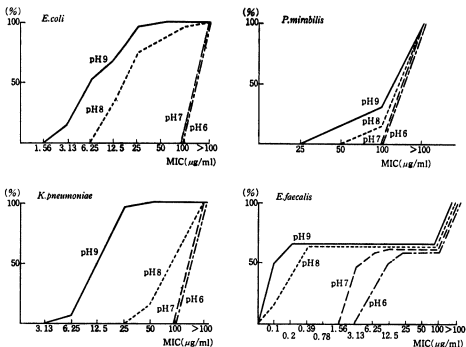 (%)
E.coli
100
50
pH9
pH8
pH7
pH6
1.56 3.13 6.25 12.5 25 50 100 >100
MIC(μg/ml)
(%)
P.mirabilis
100
50
pH9
pH8
pH7
pH6
25 50 100 >100
MIC(μg/ml)
(%)
K.pneumoniae
100
50
pH9
pH8
pH7
pH6
3.13 6.25 12.5 25 50 100 >100
MIC(μg/ml)
(%)
E.faecalis
100
50
pH9
pH8
pH7
pH6
0.1 0.39 1.56 6.25 25 100 >100
0.2 0.78 3.13 12.5 50
MIC(μg/ml)